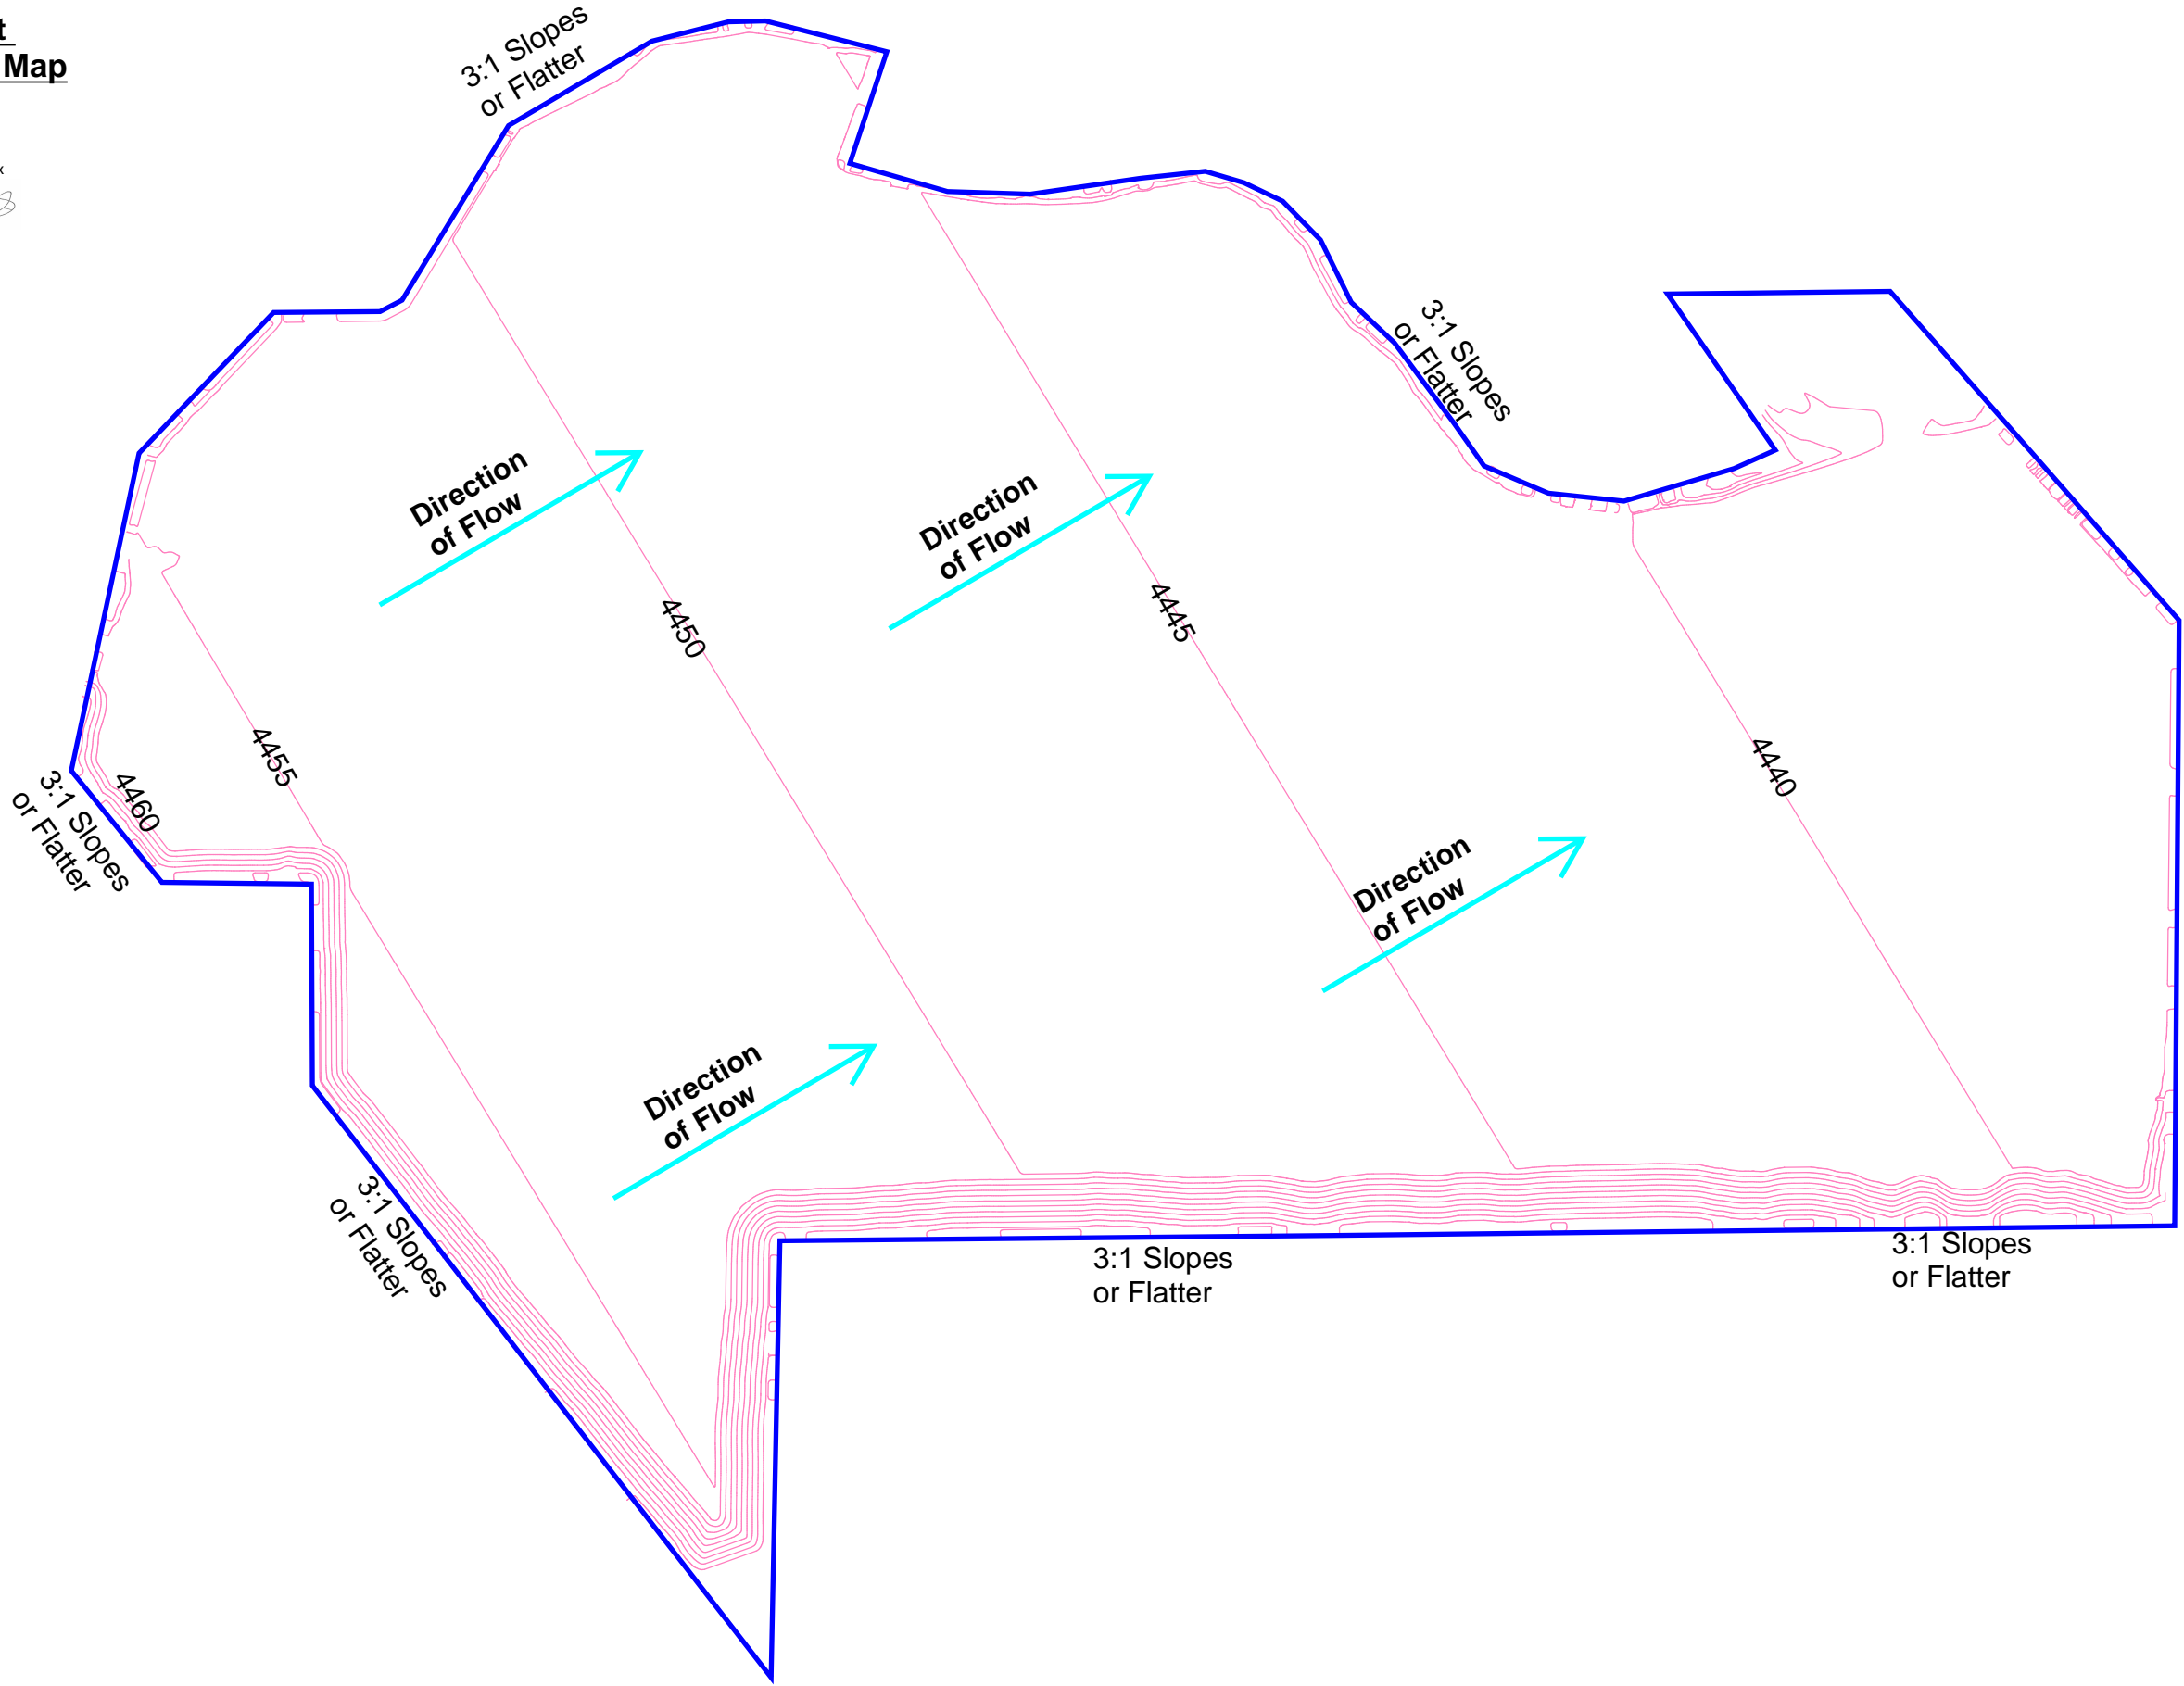 Map
3:1 Slopes
or Flatter
3:1 Slopes
or Flatter
Direction
of Flow
Direction
of Flow
4450
4445
4455
4440
4460
3:1 Slopes
or Flatter
Direction
of Flow
Direction
of Flow
3:1 Slopes
or Flatter
3:1 Slopes
or Flatter
3:1 Slopes
or Flatter